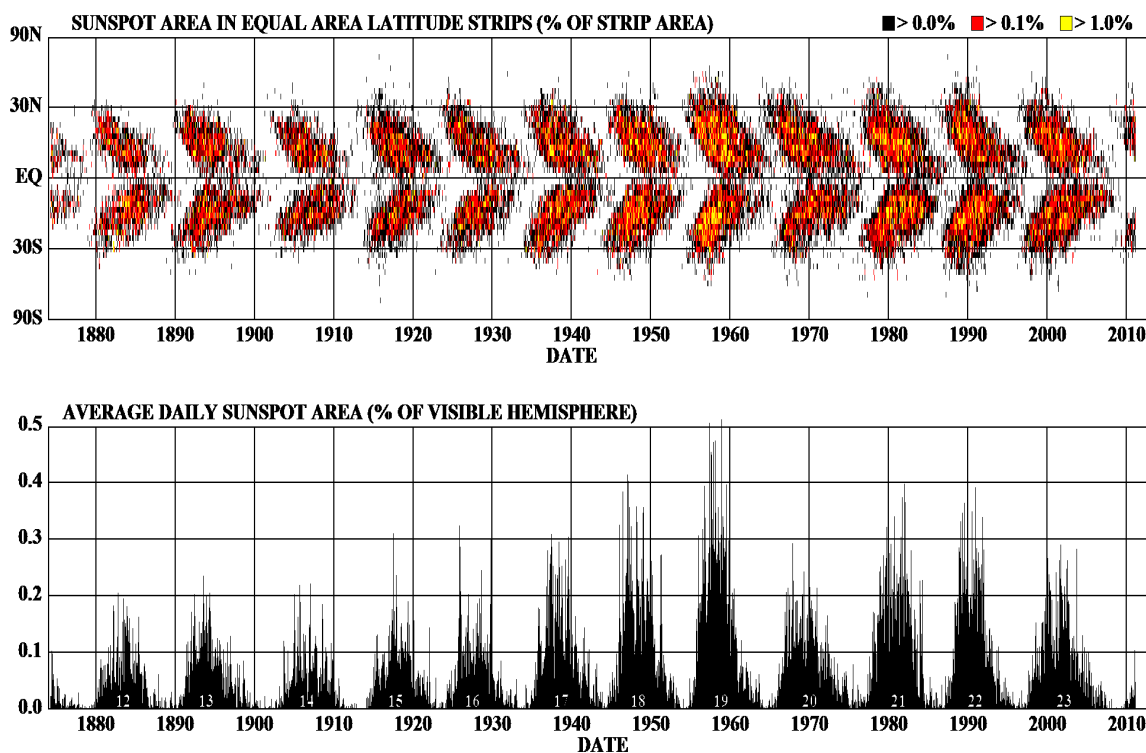 SUNSPOT AREA IN EQUAL AREA LATITUDE STRIPS (% OF STRIP AREA) > 0.0% > 0.1% > 1.0%
90N
30N
EQ
30S
90S
1880 1890 1900 1910 1920 1930 1940 1950 1960 1970 1980 1990 2000 2010
DATE
AVERAGE DAILY SUNSPOT AREA (% OF VISIBLE HEMISPHERE)
0.5
0.4
0.3
0.2
0.1
0.0
12 13 14 15 16 17 18 19 20 21 22 23
1880 1890 1900 1910 1920 1930 1940 1950 1960 1970 1980 1990 2000 2010
DATE